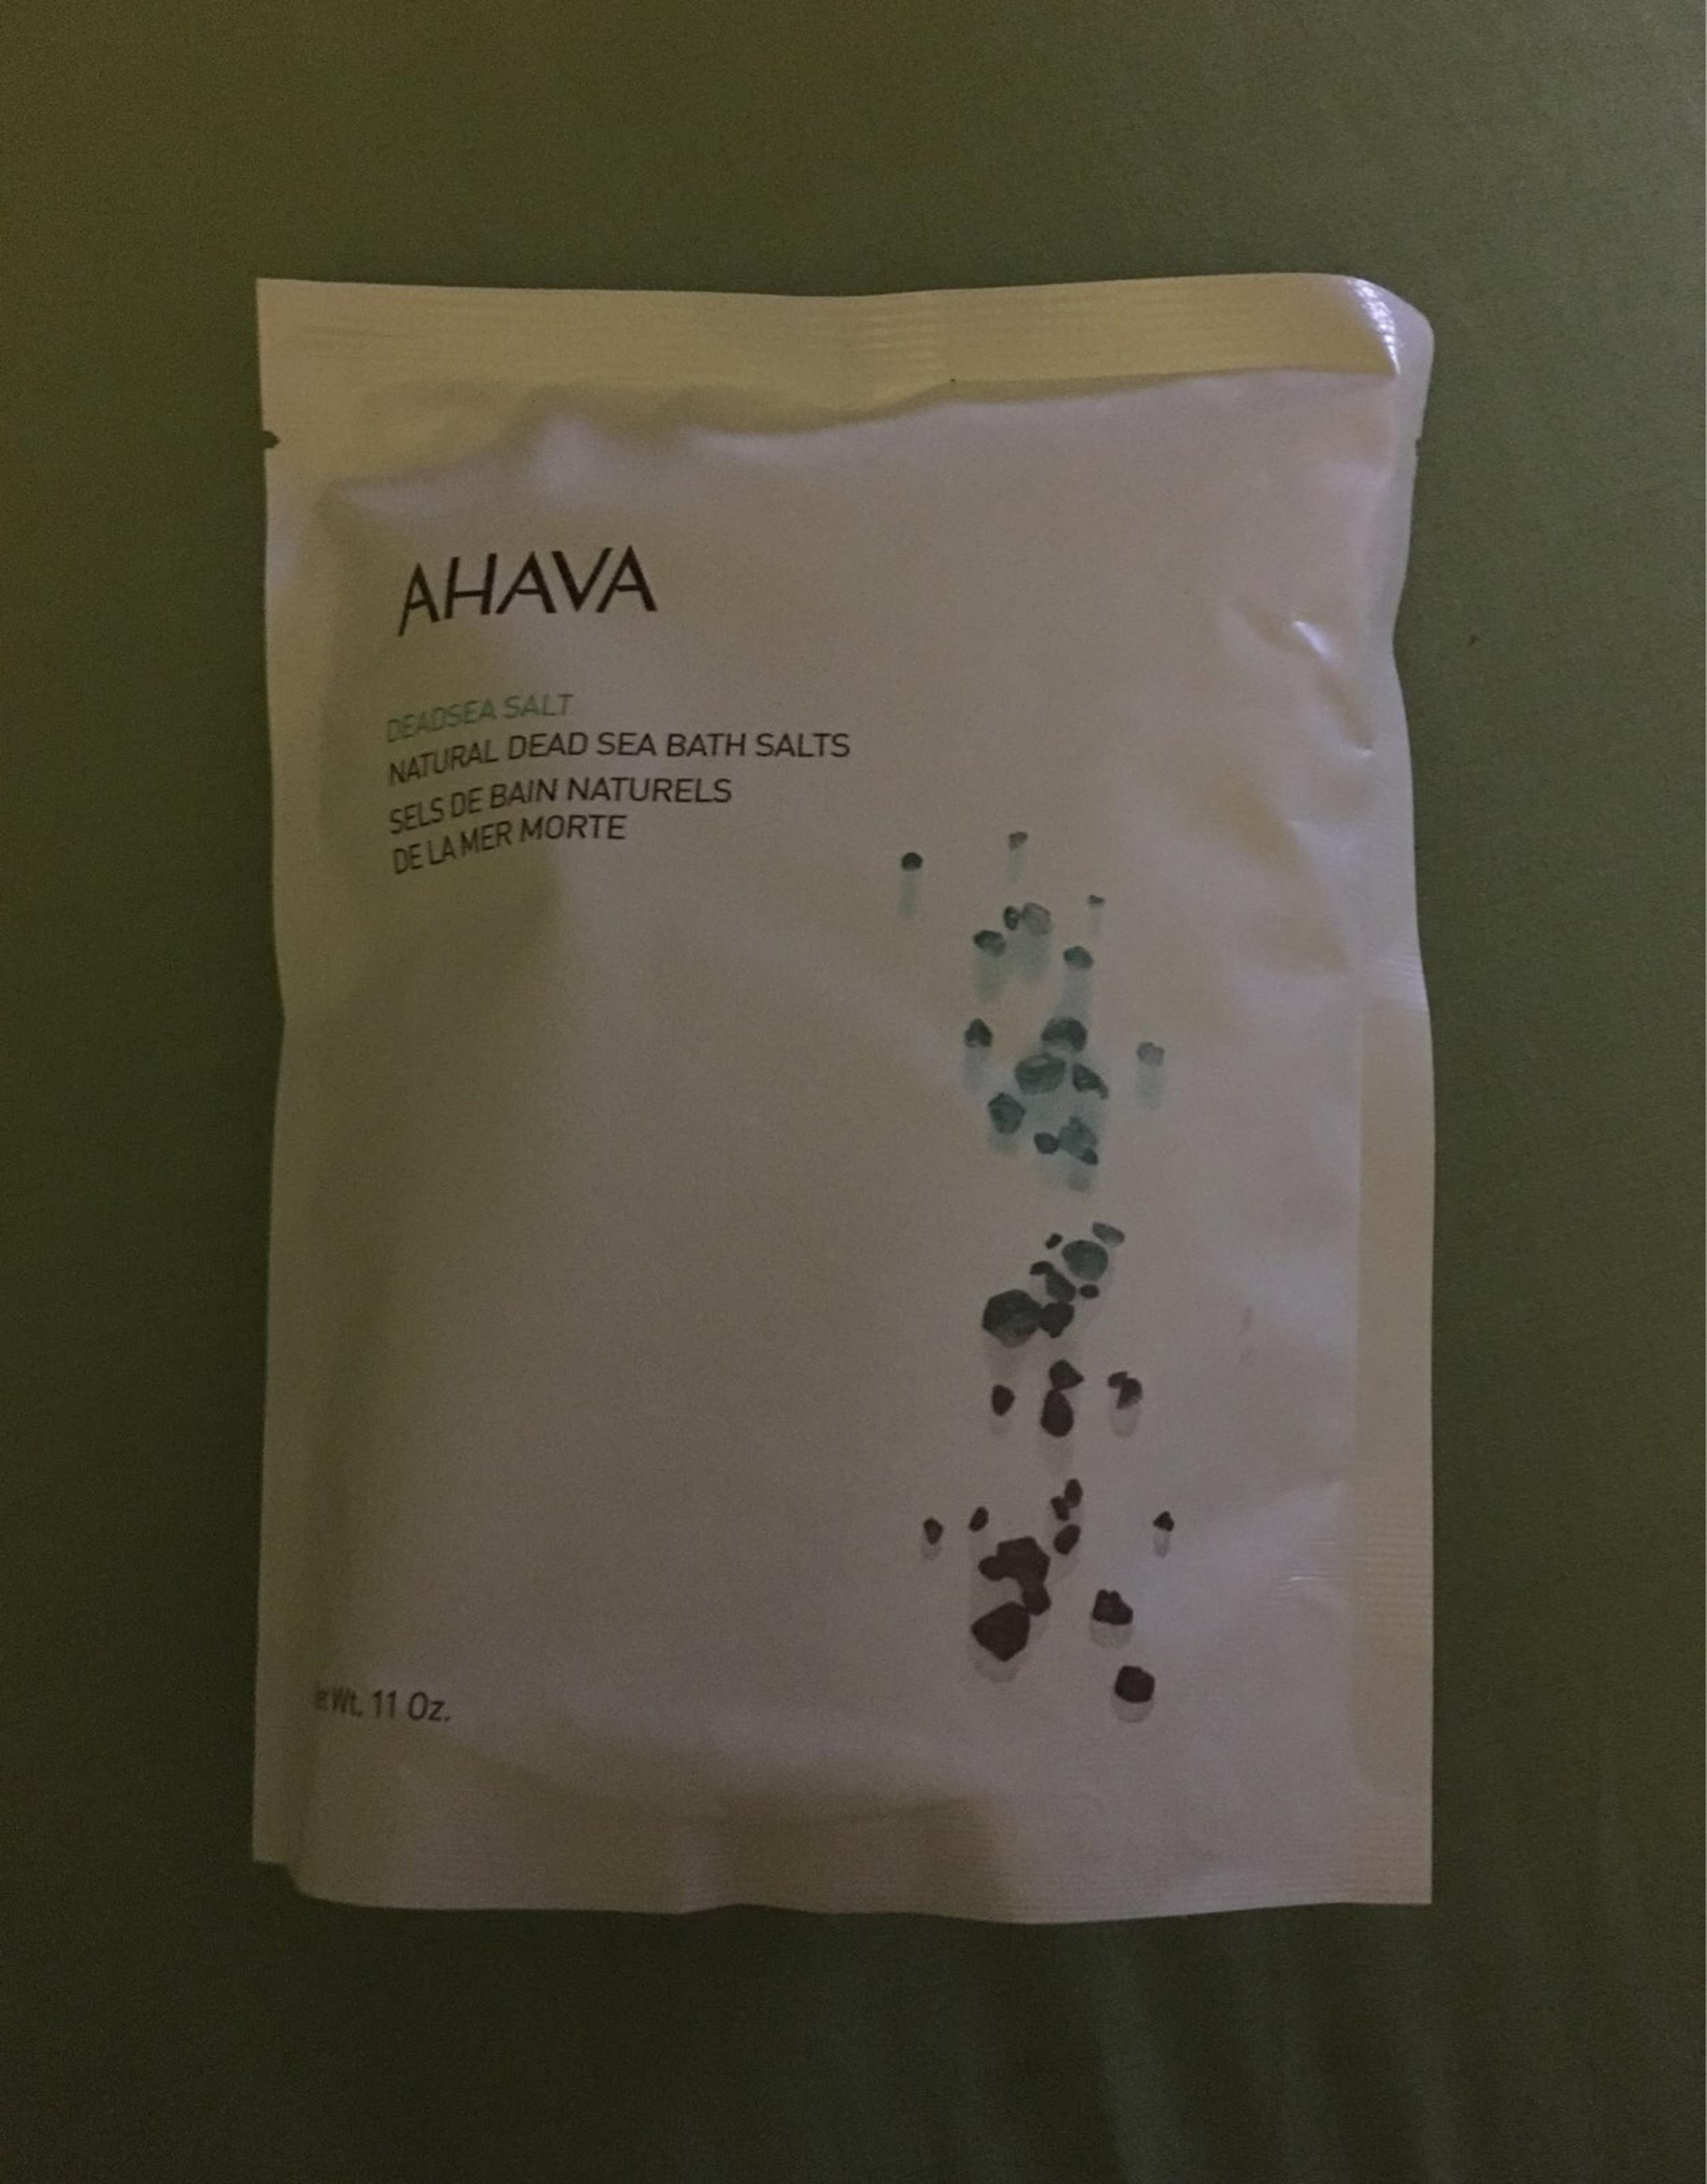 AHAVA
DEADSEA SALT
NATURAL DEAD SEA BATH SALTS
SELS DE BAIN NATURELS
DE LA MER MORTE
Wt. 11 Oz.